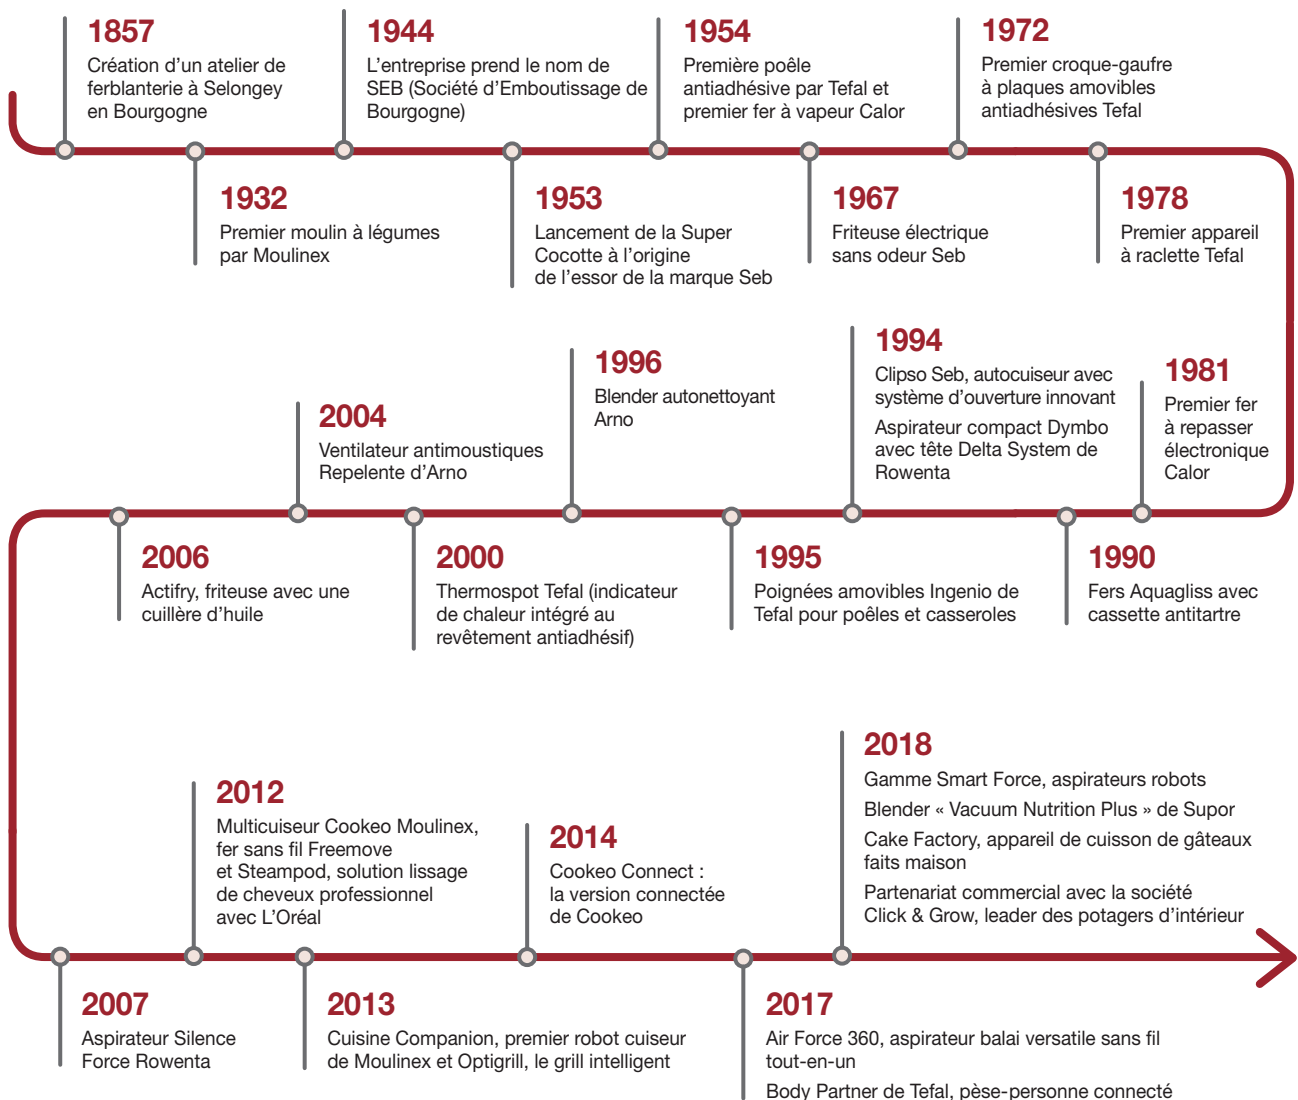 1857
Création d'un atelier de
ferblanterie à Selongey
en Bourgogne
1932
Premier moulin à légumes
par Moulinex
1944
L'entreprise prend le nom de
SEB (Société d'Emboutissage de
Bourgogne)
1953
Lancement de la Super
Cocotte à l'origine
de l'essor de la marque Seb
1954
Première poêle
antiadhésive par Tefal et
premier fer à vapeur Calor
1967
Friteuse électrique
sans odeur Seb
1972
Premier croque-gaufre
à plaques amovibles
antiadhésives Tefal
1978
Premier appareil
à raclette Tefal
1981
Premier fer
à repasser
électronique
Calor
1990
Fers Aquagliss avec
cassette antitartre
1994
Clipso Seb, autocuiseur avec
système d'ouverture innovant
Aspirateur compact Dymbo
avec tête Delta System de
Rowenta
1995
Poignées amovibles Ingenio de
Tefal pour poêles et casseroles
1996
Blender autonettoyant
Arno
2000
Thermospot Tefal (indicateur
de chaleur intégré au
revêtement antiadhésif)
2004
Ventilateur antimoustiques
Repelente d'Arno
2006
Actifry, friteuse avec une
cuillère d'huile
2007
Aspirateur Silence
Force Rowenta
2012
Multicuiseur Cookeo Moulinex,
fer sans fil Freemove
et Steampod, solution lissage
de cheveux professionnel
avec L'Oréal
2013
Cuisine Companion, premier robot cuiseur
de Moulinex et Optigrill, le grill intelligent
2014
Cookeo Connect :
la version connectée
de Cookeo
2017
Air Force 360, aspirateur balai versatile sans fil
tout-en-un
Body Partner de Tefal, pèse-personne connecté
2018
Gamme Smart Force, aspirateurs robots
Blender « Vacuum Nutrition Plus » de Supor
Cake Factory, appareil de cuisson de gâteaux
faits maison
Partenariat commercial avec la société
Click & Grow, leader des potagers d'intérieur